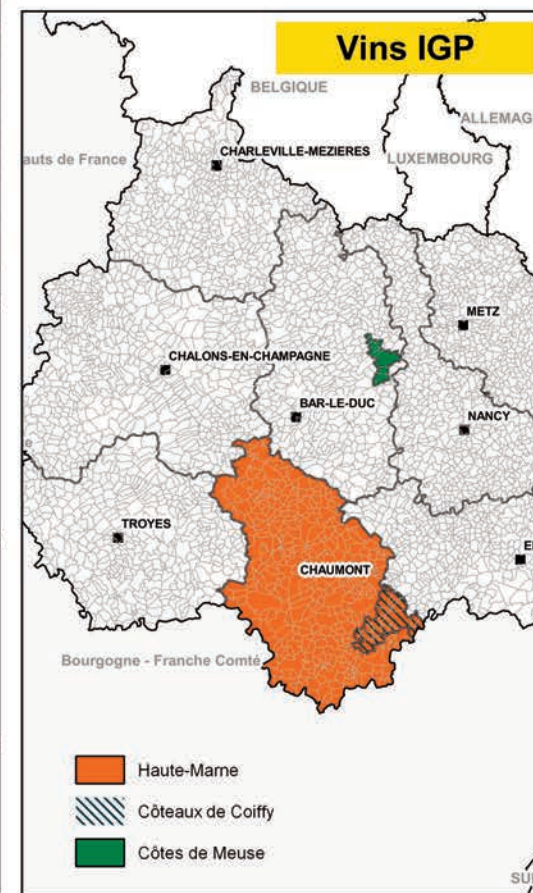 Vins IGP
BELGIQUE
ALLEMAG
CHARLEVILLE-MEZIERES
auts de France
LUXEMBOURG
METZ
CHALONS-EN-CHAMPAGNE
BAR-LE-DUC
NANCY
e
TROYES
E
CHAUMONT
Bourgogne - Franche Comté
Haute-Marne
Côteaux de Coiffy
Côtes de Meuse
SU